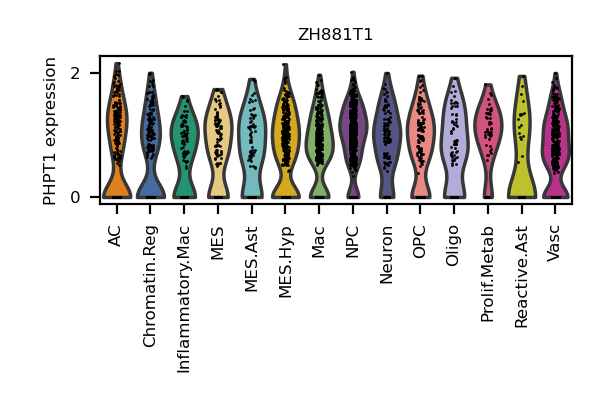 ZH881T1
PHPT1 expression
2
0
AC
Chromatin.Reg
Inflammatory.Mac
MES
MES.Ast
MES.Hyp
Mac
NPC
Neuron
OPC
Oligo
Prolif.Metab
Reactive.Ast
Vasc